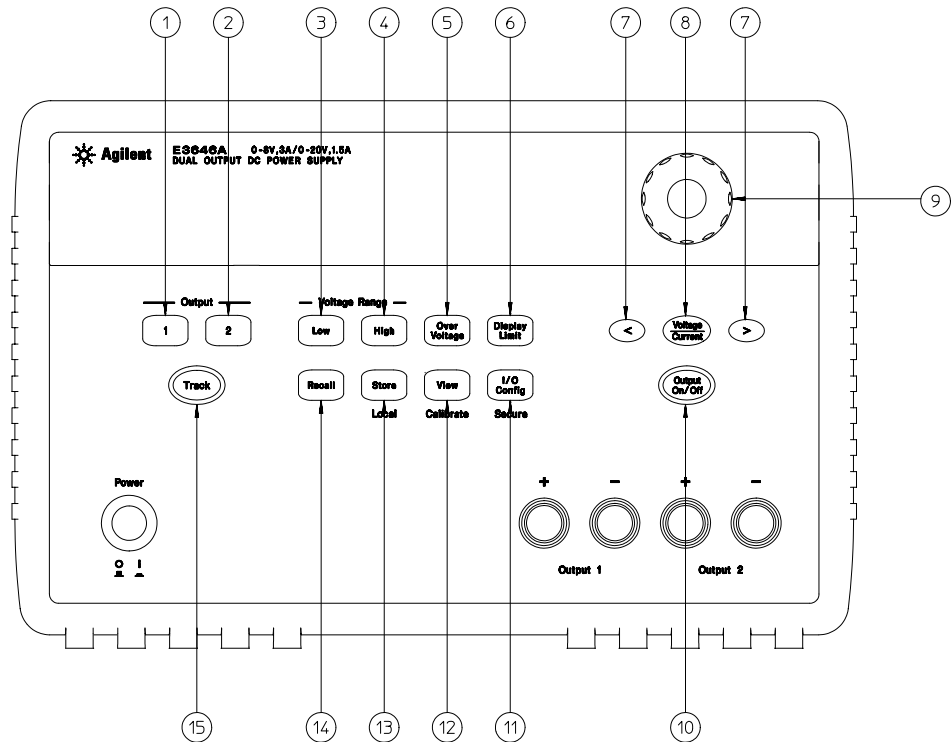 1 2 3 4 5 6 7 8 7
Agilent E3646A 0-8V,3A/0-20V,1.5A
DUAL OUTPUT DC POWER SUPPLY
9
Output Voltage Range
1 2 Low High Over Voltage Display Limit < Voltage Current >
Track Recall Store View I/O Config Output On/Off
Local Calibrate Secure
Power + - + -
O I Output 1 Output 2
15 14 13 12 11 10